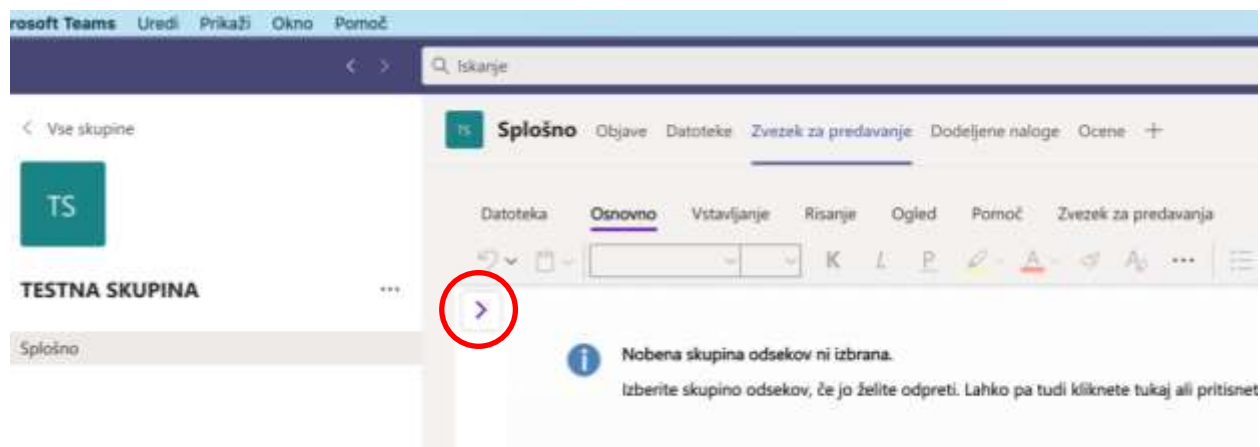 rosoft Teams Uredi Prikaži Okno Pomoč
Iskanje
Vse skupine
TS Splošno Objave Datoteke Zvezek za predavanje Dodeljene naloge Ocene +
TS
Datoteka Osnovno Vstavljanje Risanje Ogled Pomoč Zvezek za predavanja
K L P A A
TESTNA SKUPINA ...
Splošno
Nobena skupina odsekov ni izbrana.
Izberite skupino odsekov, če jo želite odpreti. Lahko pa tudi kliknete tukaj ali pritisnet